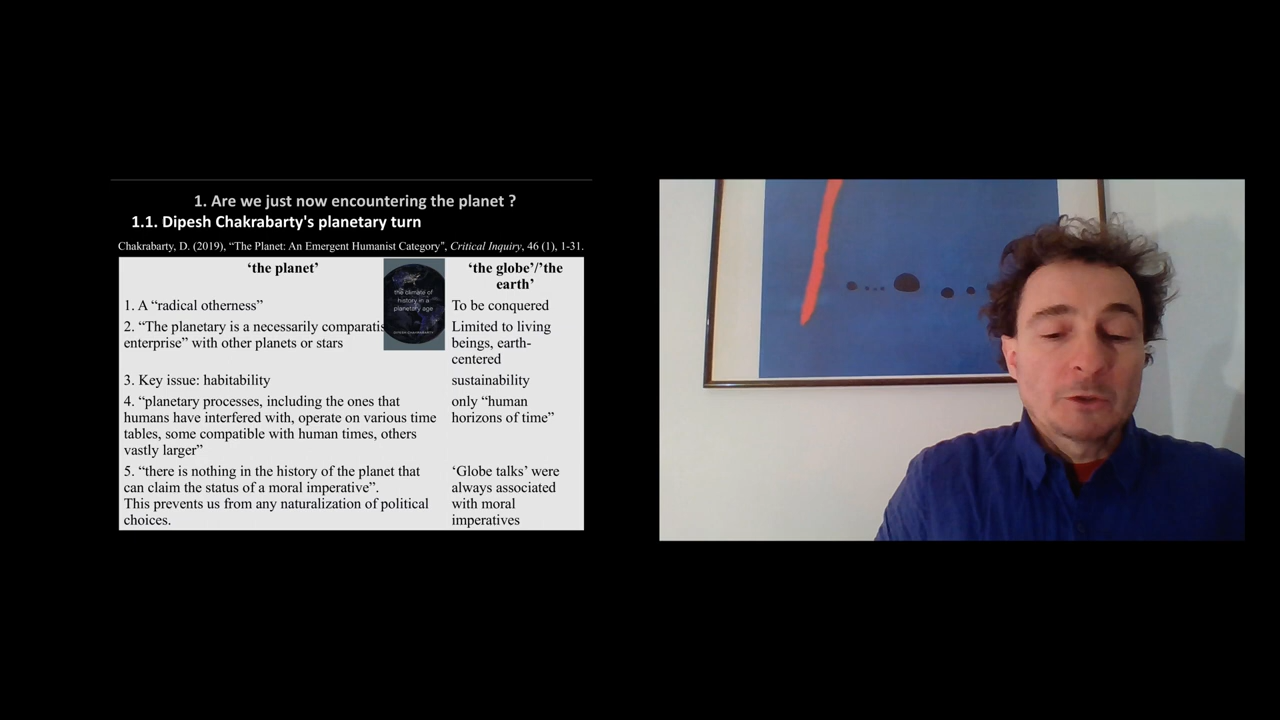 1. Are we just now encountering the planet ?
1.1. Dipesh Chakrabarty's planetary turn
Chakrabarty, D. (2019), “The Planet: An Emergent Humanist Category", Critical Inquiry, 46 (1), 1-31.
‘the planet’
‘the globe’/’the
earth’
1. A “radical otherness”
To be conquered
2. “The planetary is a necessarily
enterprise” with other planets or stars
Limited to living
beings, earth-
centered
3. Key issue: habitability
sustainability
4. “planetary processes, including the ones that
humans have interfered with, operate on various time
tables, some compatible with human times, others
vastly larger”
only “human
horizons of time”
5. “there is nothing in the history of the planet that
can claim the status of a moral imperative”.
This prevents us from any naturalization of political
choices.
‘Globe talks’ were
always associated
with moral
imperatives
the climate of
history in a
planetary age